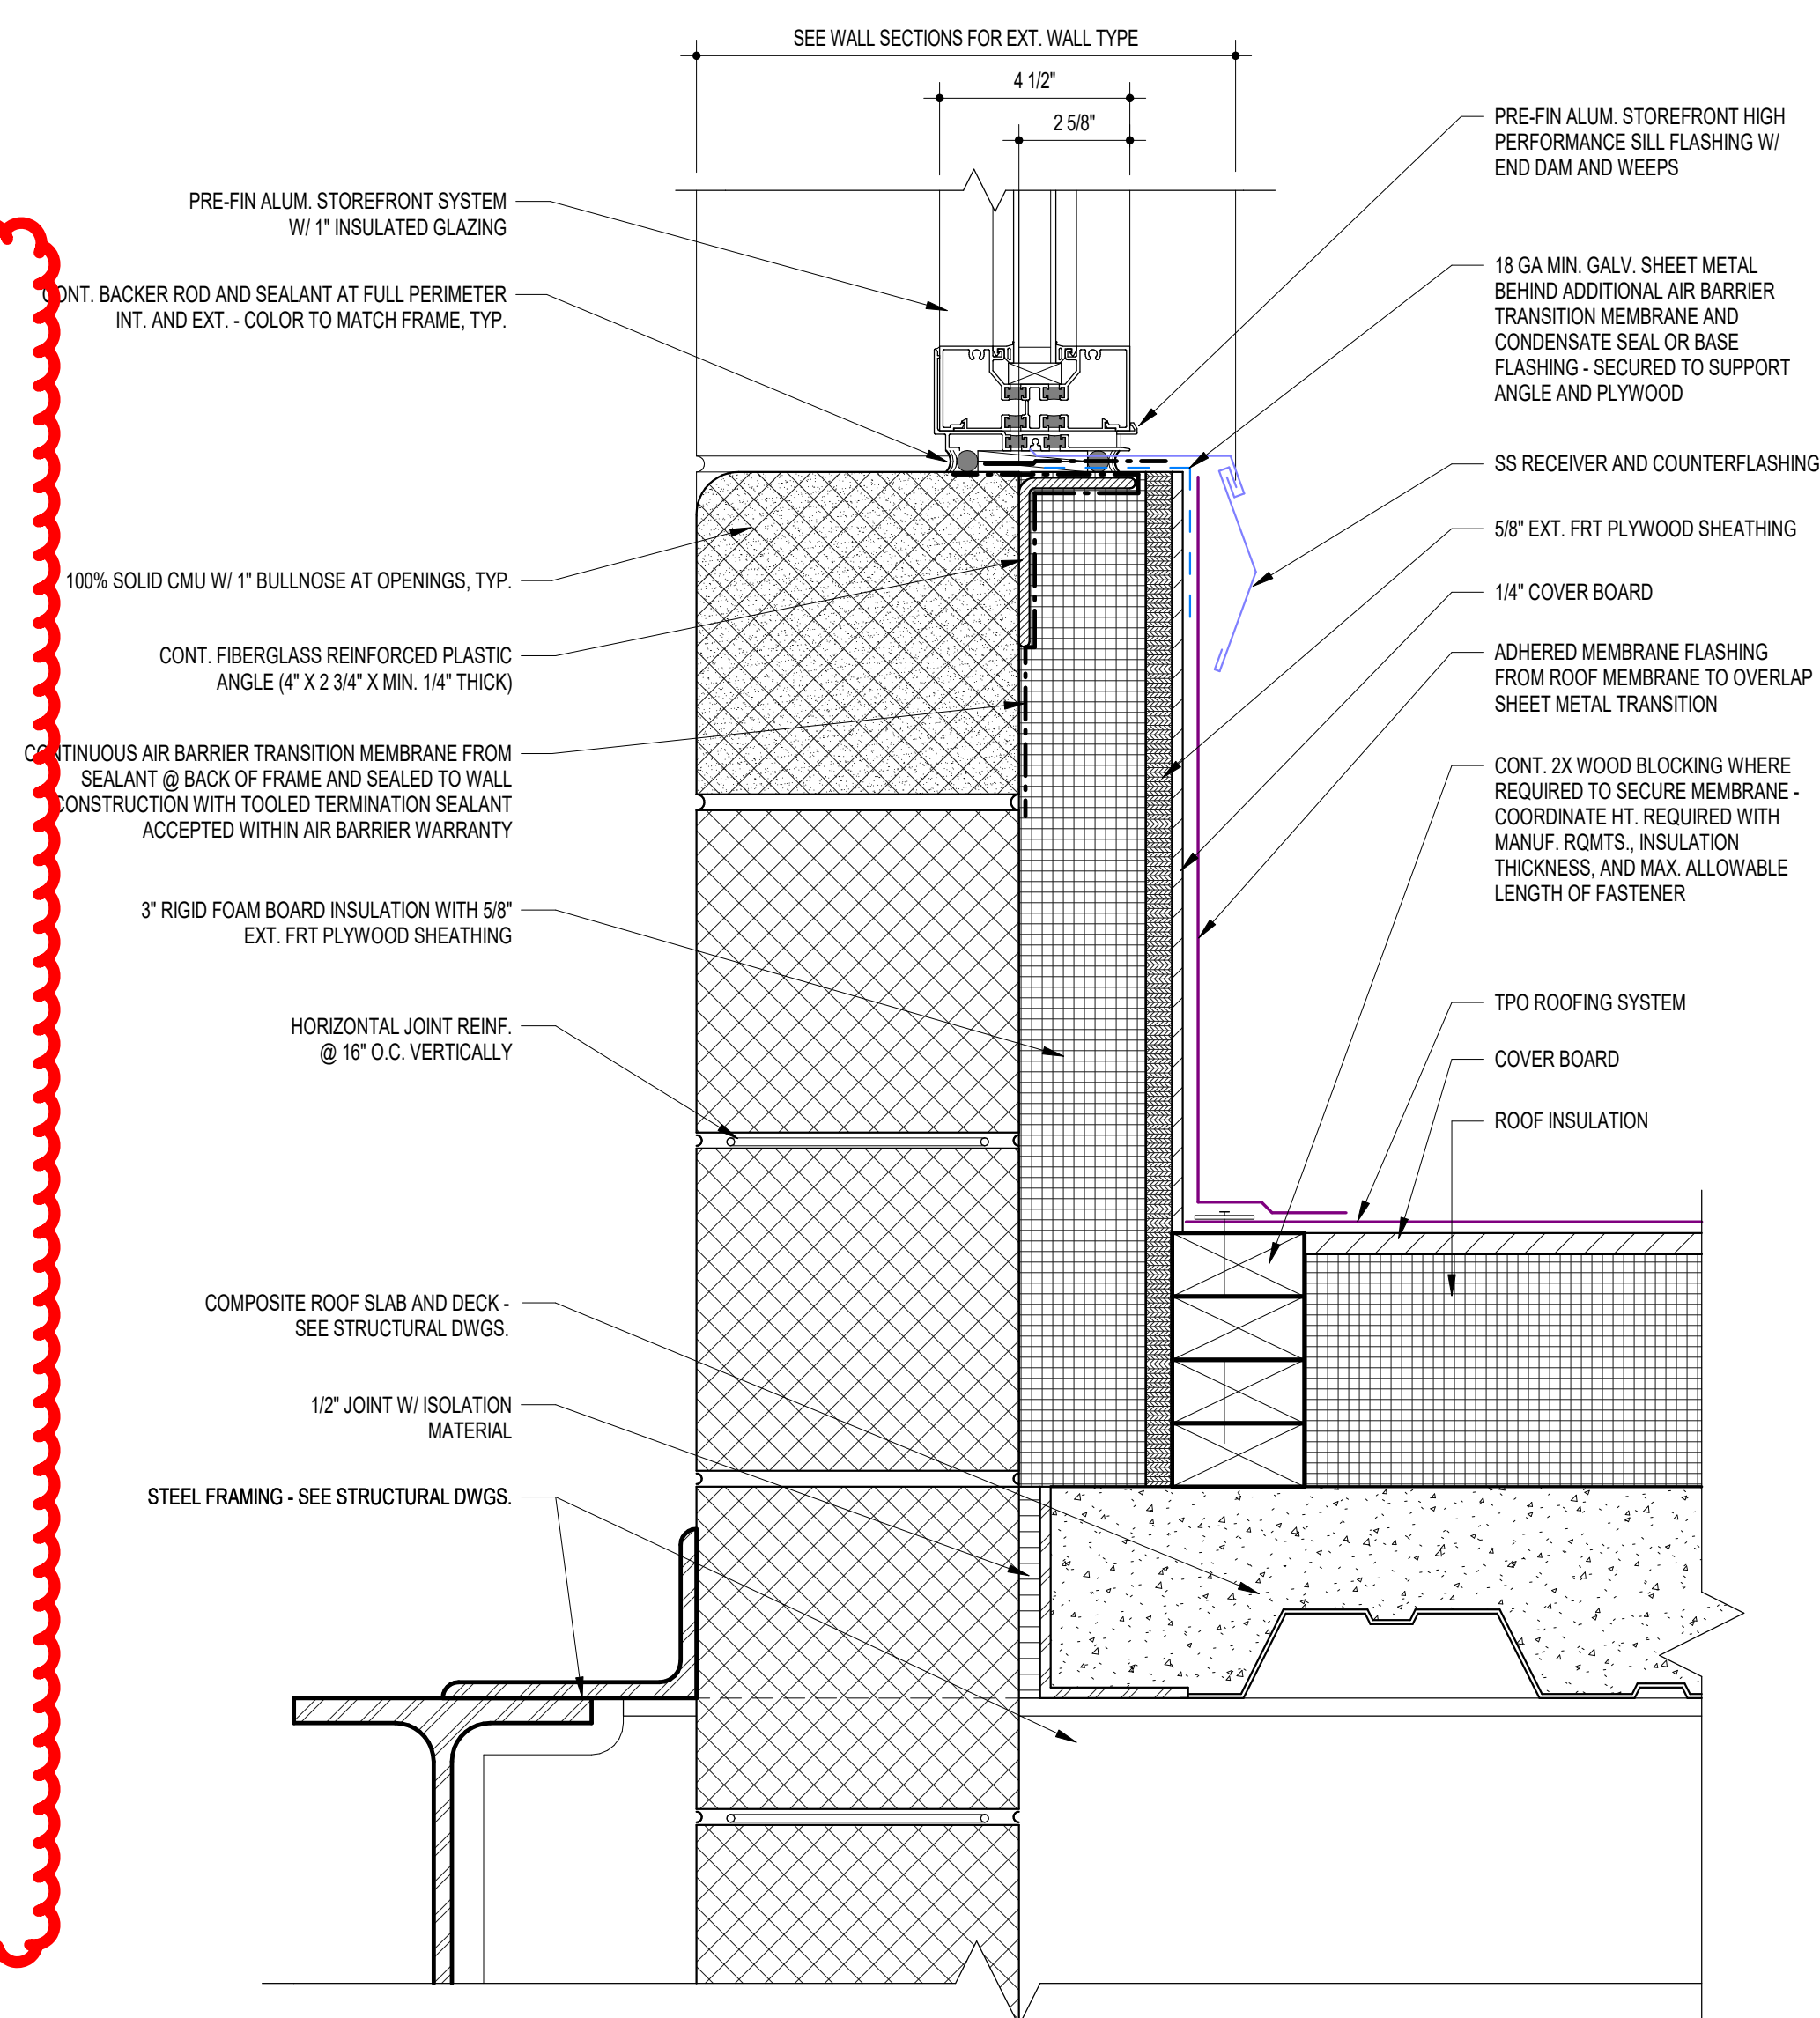 SEE WALL SECTIONS FOR EXT. WALL TYPE
4 1/2"
2 5/8"
PRE-FIN ALUM. STOREFRONT SYSTEM
W/ 1" INSULATED GLAZING
CONT. BACKER ROD AND SEALANT AT FULL PERIMETER
INT. AND EXT. - COLOR TO MATCH FRAME, TYP.
100% SOLID CMU W/ 1" BULLNOSE AT OPENINGS, TYP.
CONT. FIBERGLASS REINFORCED PLASTIC
ANGLE (4" X 2 3/4" X MIN. 1/4" THICK)
CONTINUOUS AIR BARRIER TRANSITION MEMBRANE FROM
SEALANT @ BACK OF FRAME AND SEALED TO WALL
CONSTRUCTION WITH TOOLED TERMINATION SEALANT
ACCEPTED WITHIN AIR BARRIER WARRANTY
3" RIGID FOAM BOARD INSULATION WITH 5/8"
EXT. FRT PLYWOOD SHEATHING
HORIZONTAL JOINT REINF.
@ 16" O.C. VERTICALLY
COMPOSITE ROOF SLAB AND DECK -
SEE STRUCTURAL DWGS.
1/2" JOINT W/ ISOLATION
MATERIAL
STEEL FRAMING - SEE STRUCTURAL DWGS.
PRE-FIN ALUM. STOREFRONT HIGH
PERFORMANCE SILL FLASHING W/
END DAM AND WEEPS
18 GA MIN. GALV. SHEET METAL
BEHIND ADDITIONAL AIR BARRIER
TRANSITION MEMBRANE AND
CONDENSATE SEAL OR BASE
FLASHING - SECURED TO SUPPORT
ANGLE AND PLYWOOD
SS RECEIVER AND COUNTERFLASHING
5/8" EXT. FRT PLYWOOD SHEATHING
1/4" COVER BOARD
ADHERED MEMBRANE FLASHING
FROM ROOF MEMBRANE TO OVERLAP
SHEET METAL TRANSITION
CONT. 2X WOOD BLOCKING WHERE
REQUIRED TO SECURE MEMBRANE -
COORDINATE HT. REQUIRED WITH
MANUF. RQMTS., INSULATION
THICKNESS, AND MAX. ALLOWABLE
LENGTH OF FASTENER
TPO ROOFING SYSTEM
COVER BOARD
ROOF INSULATION